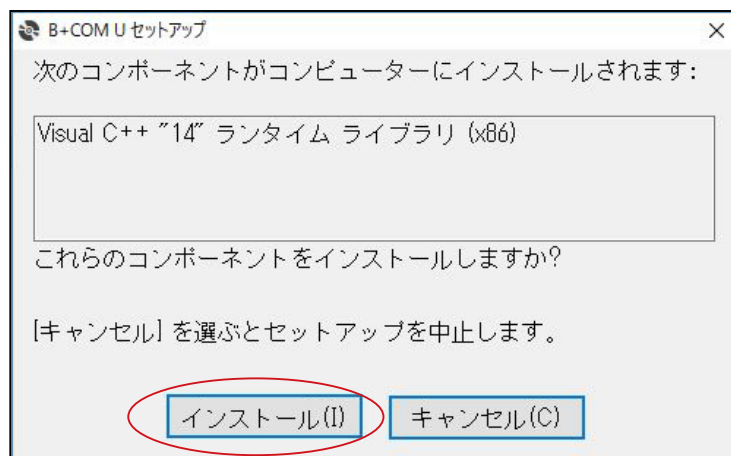 B+COM U セットアップ
次のコンポーネントがコンピューターにインストールされます:
Visual C++ "14" ランタイム ライブラリ (x86)
これらのコンポーネントをインストールしますか?
[キャンセル] を選ぶとセットアップを中止します。
インストール(I)
キャンセル(C)